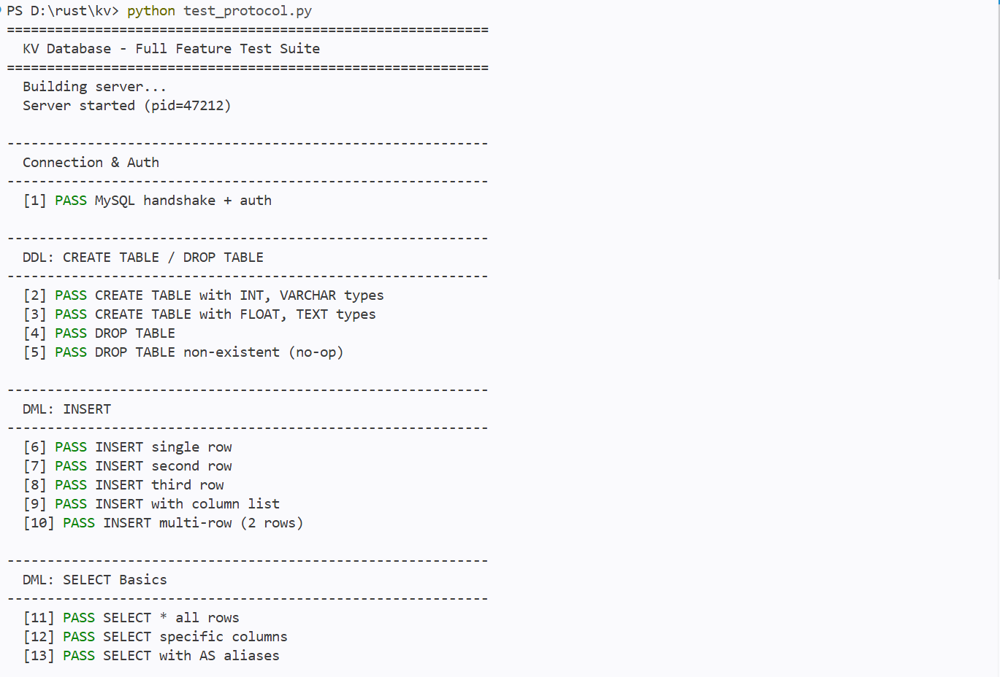 PS D:\rust\kv> python test_protocol.py
============================================================
KV Database - Full Feature Test Suite
============================================================
Building server...
Server started (pid=47212)
------------------------------------------------------------
Connection & Auth
------------------------------------------------------------
[1] PASS MySQL handshake + auth
------------------------------------------------------------
DDL: CREATE TABLE / DROP TABLE
------------------------------------------------------------
[2] PASS CREATE TABLE with INT, VARCHAR types
[3] PASS CREATE TABLE with FLOAT, TEXT types
[4] PASS DROP TABLE
[5] PASS DROP TABLE non-existent (no-op)
------------------------------------------------------------
DML: INSERT
------------------------------------------------------------
[6] PASS INSERT single row
[7] PASS INSERT second row
[8] PASS INSERT third row
[9] PASS INSERT with column list
[10] PASS INSERT multi-row (2 rows)
------------------------------------------------------------
DML: SELECT Basics
------------------------------------------------------------
[11] PASS SELECT * all rows
[12] PASS SELECT specific columns
[13] PASS SELECT with AS aliases